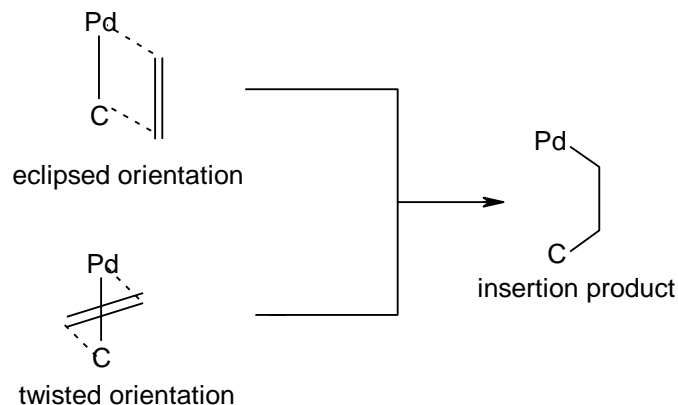 Pd
C
eclipsed orientation
Pd
C
twisted orientation
Pd
C
insertion product